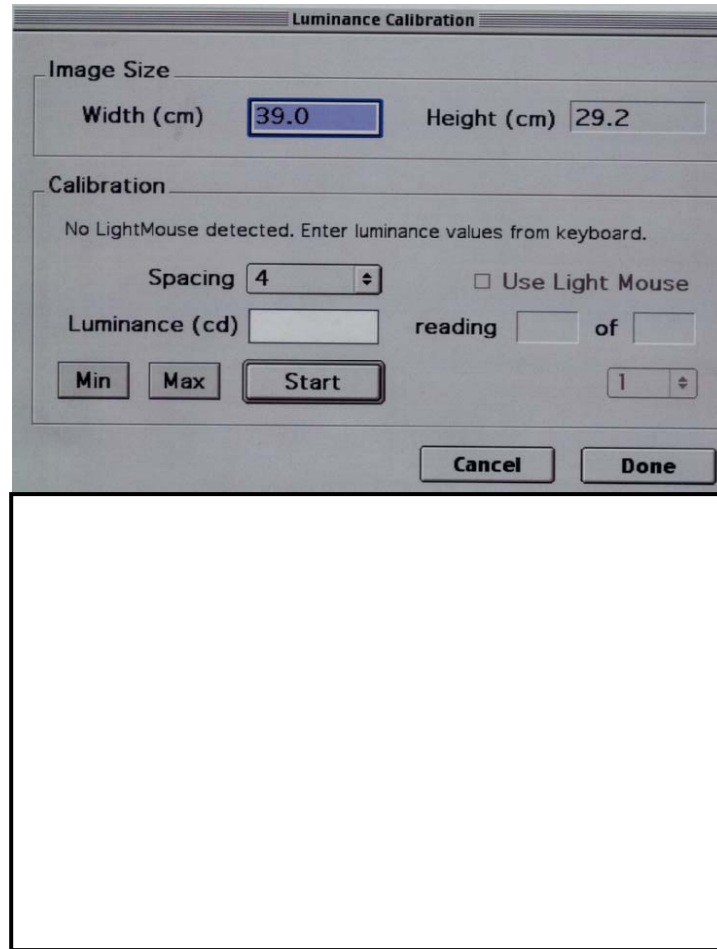 Luminance Calibration
Image Size
Width (cm) 39.0 Height (cm) 29.2
Calibration
No LightMouse detected. Enter luminance values from keyboard.
Spacing 4 Use Light Mouse
Luminance (cd) reading of
Min Max Start 1
Cancel Done